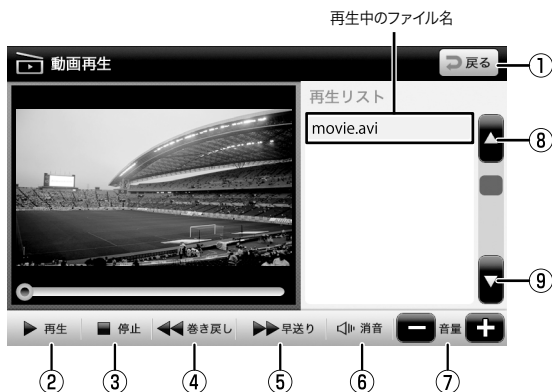 再生中のファイル名
動画再生
戻る
①
再生リスト
movie.avi
⑧
⑨
再生
停止
巻き戻し
早送り
消音
音量
②
③
④
⑤
⑥
⑦